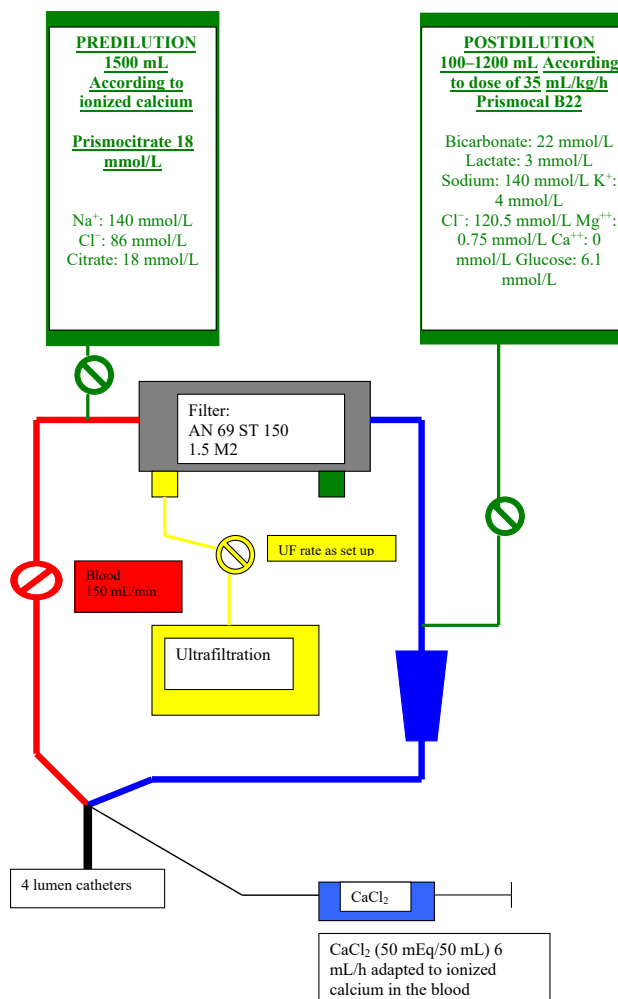 PREDILUTION
1500 mL
According to
ionized calcium
Prismocitrate 18
mmol/L
Na⁺: 140 mmol/L
Cl⁻: 86 mmol/L
Citrate: 18 mmol/L
POSTDILUTION
100–1200 mL According
to dose of 35 mL/kg/h
Prismocal B22
Bicarbonate: 22 mmol/L
Lactate: 3 mmol/L
Sodium: 140 mmol/L K⁺:
4 mmol/L
Cl⁻: 120.5 mmol/L Mg⁺⁺:
0.75 mmol/L Ca⁺⁺: 0
mmol/L Glucose: 6.1
mmol/L
Filter:
AN 69 ST 150
1.5 M2
UF rate as set up
Blood
150 mL/min
Ultrafiltration
4 lumen catheters
CaCl₂
CaCl₂ (50 mEq/50 mL) 6
mL/h adapted to ionized
calcium in the blood